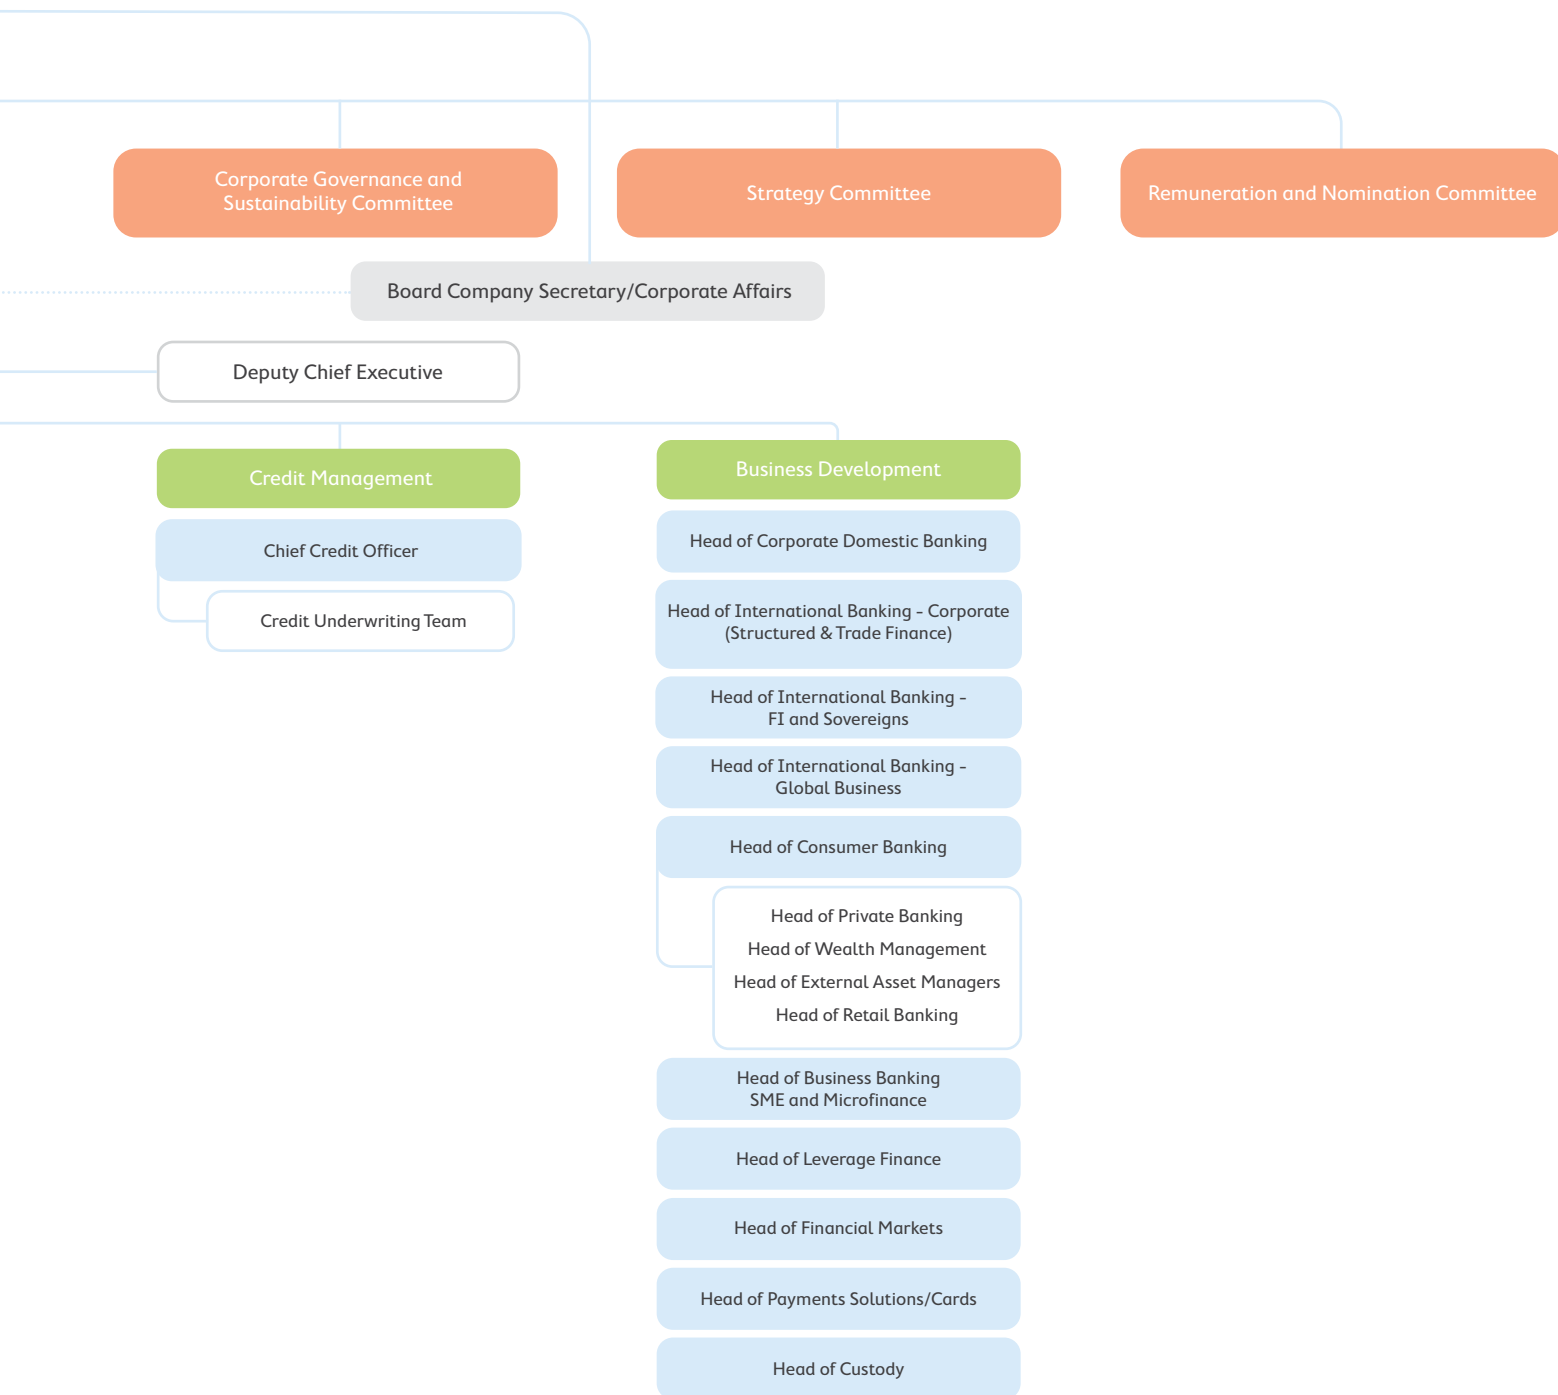 Corporate Governance and
Sustainability Committee
Strategy Committee
Remuneration and Nomination Committee
Board Company Secretary/Corporate Affairs
Deputy Chief Executive
Credit Management
Chief Credit Officer
Credit Underwriting Team
Business Development
Head of Corporate Domestic Banking
Head of International Banking - Corporate
(Structured & Trade Finance)
Head of International Banking -
FI and Sovereigns
Head of International Banking -
Global Business
Head of Consumer Banking
Head of Private Banking
Head of Wealth Management
Head of External Asset Managers
Head of Retail Banking
Head of Business Banking
SME and Microfinance
Head of Leverage Finance
Head of Financial Markets
Head of Payments Solutions/Cards
Head of Custody